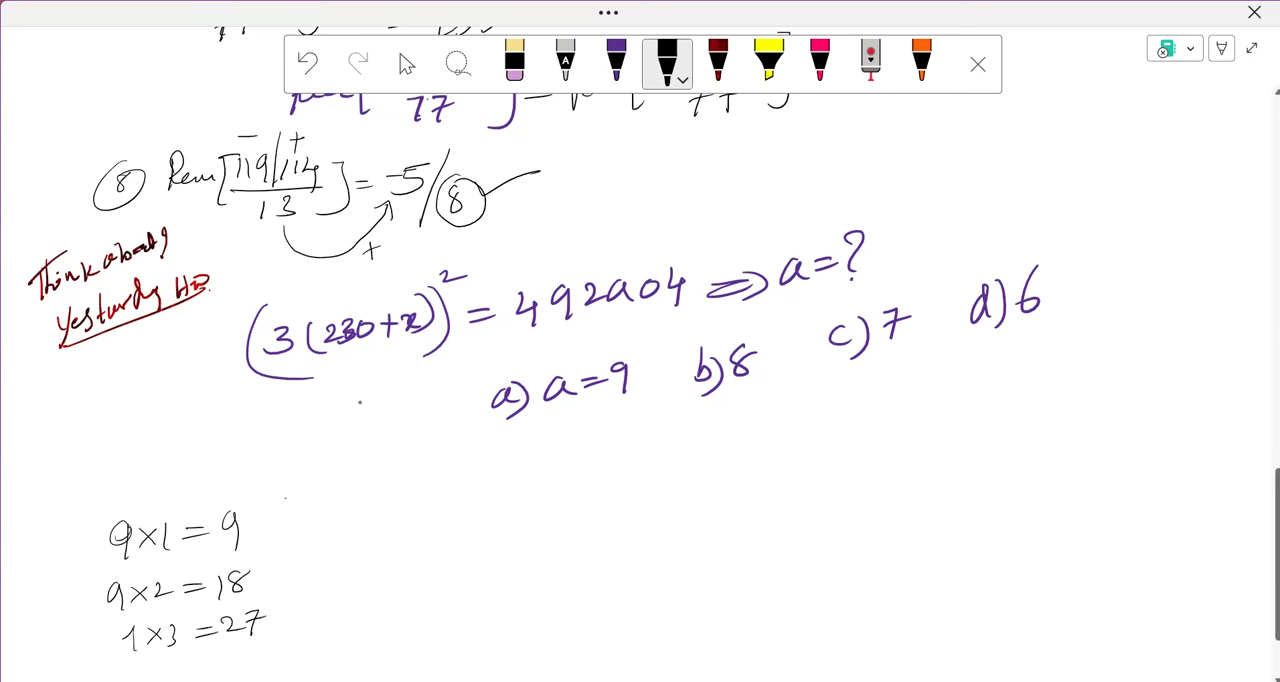 77
8 Rem[119/114 / 13] = -5/8
- +
+
Think about
Yesterday
(3(230+x))² = 492a04 ⇒ a=?
a) a=9 b) 8 c) 7 d) 6
9×1=9
9×2=18
9×3=27